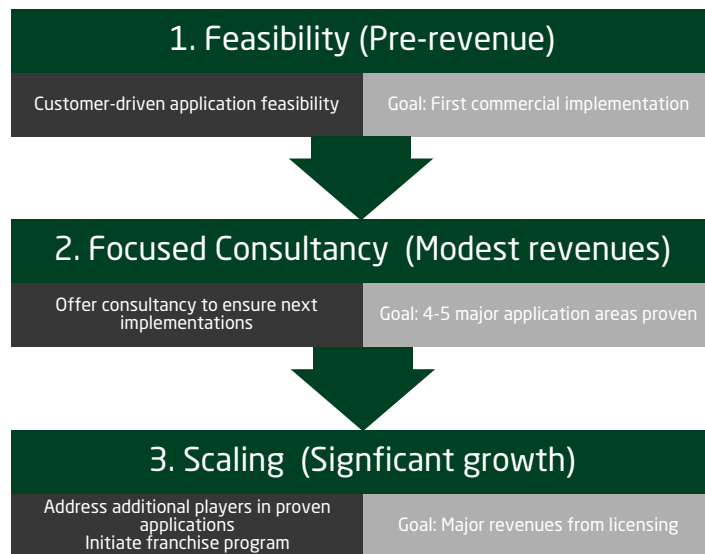 1. Feasibility (Pre-revenue)
Customer-driven application feasibility
Goal: First commercial implementation
2. Focused Consultancy (Modest revenues)
Offer consultancy to ensure next
implementations
Goal: 4-5 major application areas proven
3. Scaling (Signficant growth)
Address additional players in proven
applications
Initiate franchise program
Goal: Major revenues from licensing